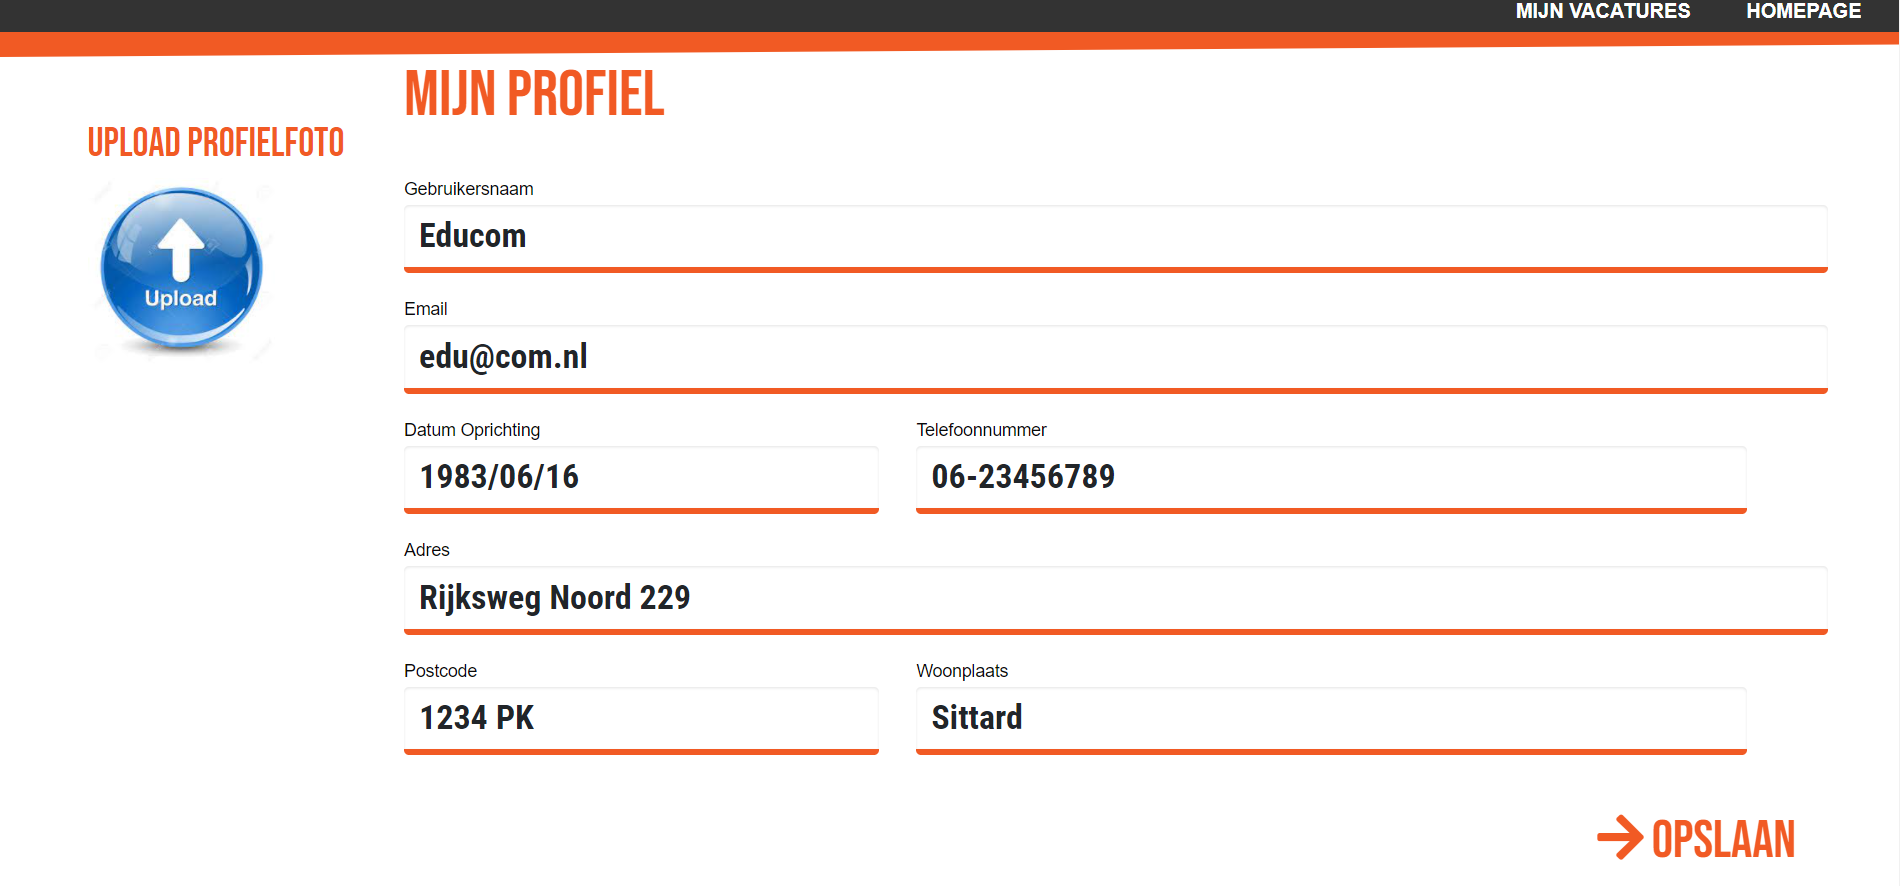 MIJN VACATURES HOMEPAGE
MIJN PROFIEL
UPLOAD PROFIELFOTO
Upload
Gebruikersnaam
Educom
Email
edu@com.nl
Datum Oprichting Telefoonnummer
1983/06/16 06-23456789
Adres
Rijksweg Noord 229
Postcode Woonplaats
1234 PK Sittard
OPSLAAN